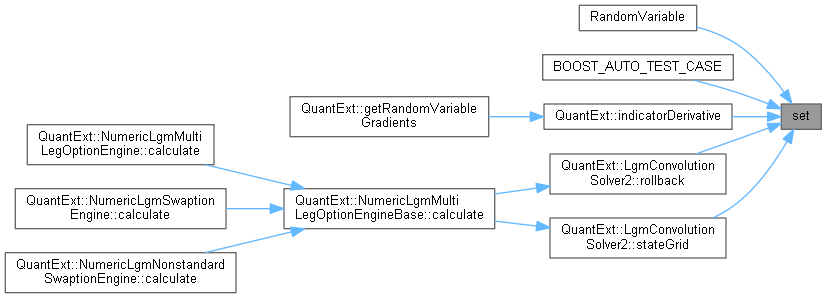 RandomVariable
BOOST_AUTO_TEST_CASE
QuantExt::getRandomVariable
Gradients
QuantExt::indicatorDerivative
set
QuantExt::NumericLgmMulti
LegOptionEngine::calculate
QuantExt::LgmConvolution
Solver2::rollback
QuantExt::NumericLgmSwaption
Engine::calculate
QuantExt::NumericLgmMulti
LegOptionEngineBase::calculate
QuantExt::LgmConvolution
Solver2::stateGrid
QuantExt::NumericLgmNonstandard
SwaptionEngine::calculate